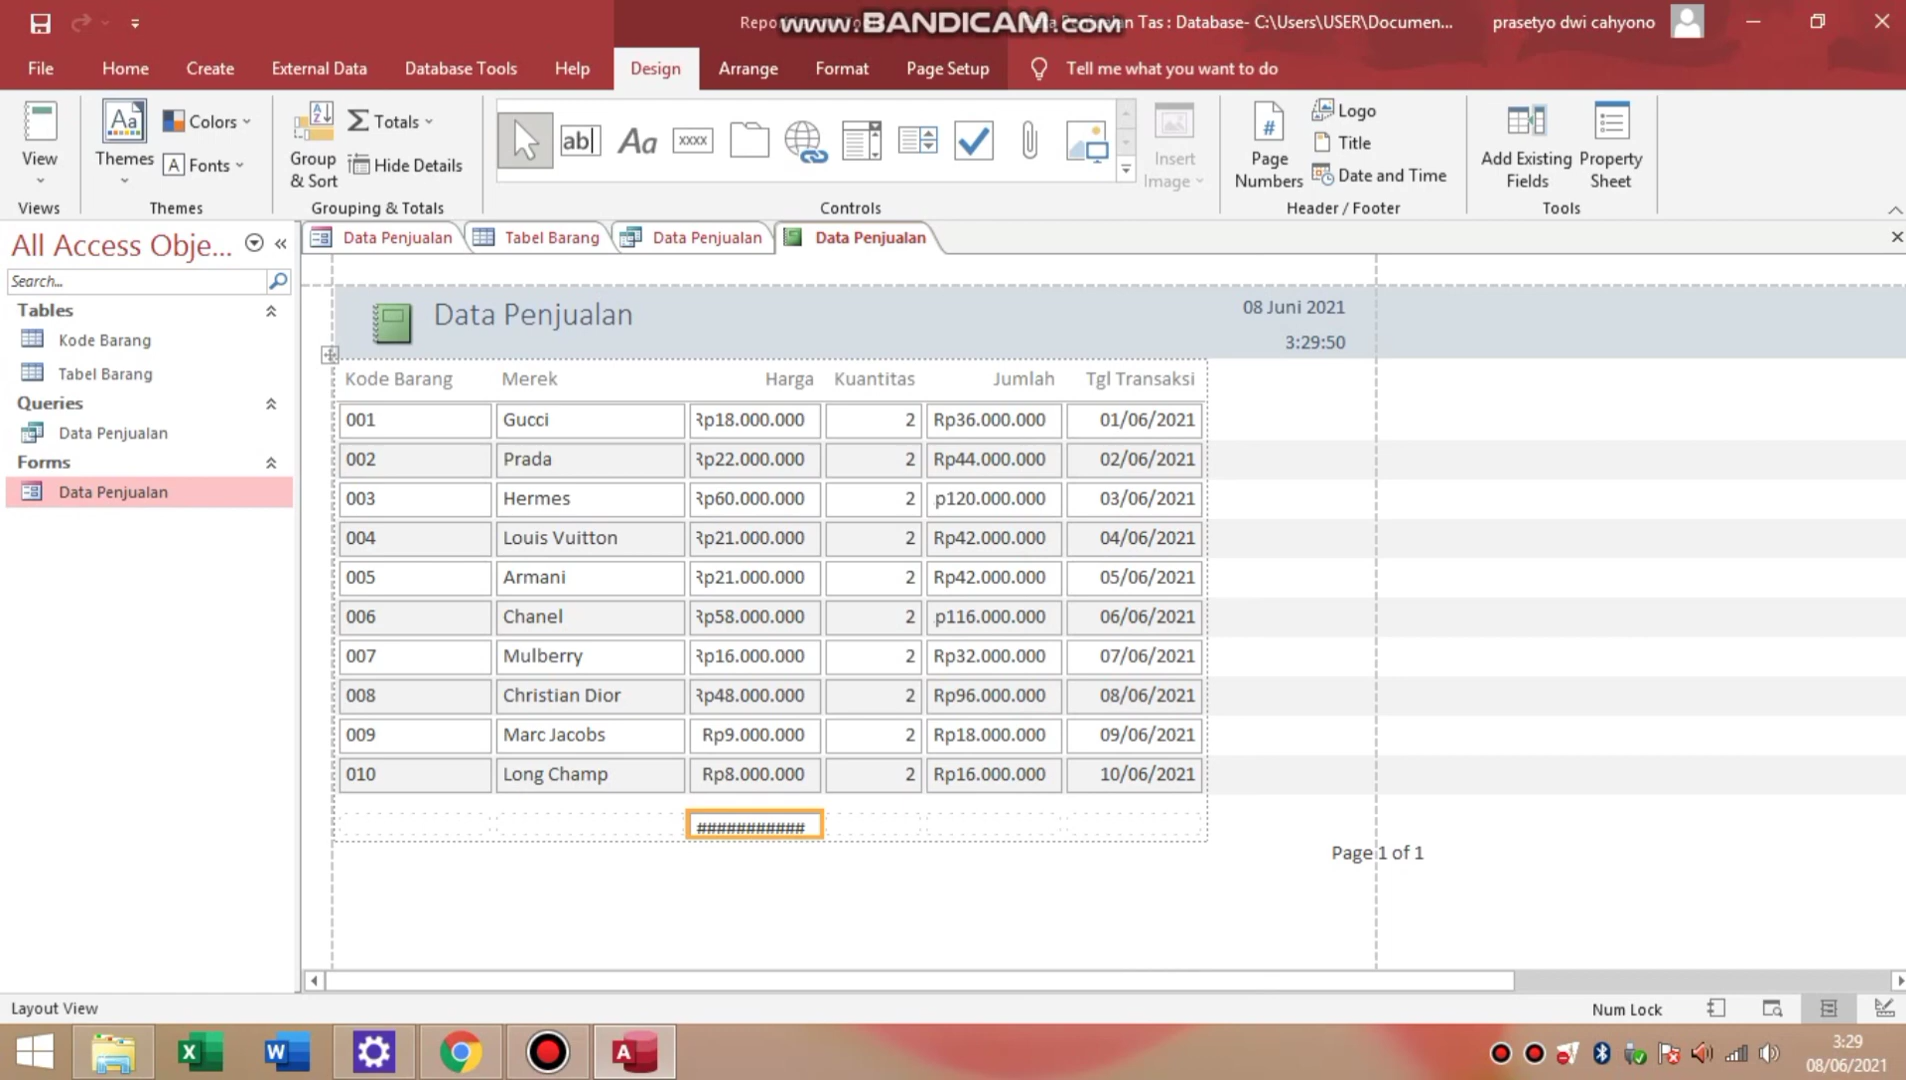 www.BANDICAM.com
Tas : Database- C:\Users\USER\Documen...
prasetyo dwi cahyono
File
Home
Create
External Data
Database Tools
Help
Design
Arrange
Format
Page Setup
Tell me what you want to do
View
Views
Themes
Colors
Fonts
Themes
Group
& Sort
Totals
Hide Details
Grouping & Totals
ab|
Aa
xxxx
Controls
Insert
Image
Page
Numbers
Logo
Title
Date and Time
Header / Footer
Add Existing
Fields
Property
Sheet
Tools
All Access Obje...
Search...
Tables
Kode Barang
Tabel Barang
Queries
Data Penjualan
Forms
Data Penjualan
Data Penjualan
Tabel Barang
Data Penjualan
Data Penjualan
Data Penjualan
08 Juni 2021
3:29:50
Kode Barang Merek Harga Kuantitas Jumlah Tgl Transaksi
001 Gucci Rp18.000.000 2 Rp36.000.000 01/06/2021
002 Prada Rp22.000.000 2 Rp44.000.000 02/06/2021
003 Hermes Rp60.000.000 2 p120.000.000 03/06/2021
004 Louis Vuitton Rp21.000.000 2 Rp42.000.000 04/06/2021
005 Armani Rp21.000.000 2 Rp42.000.000 05/06/2021
006 Chanel Rp58.000.000 2 p116.000.000 06/06/2021
007 Mulberry Rp16.000.000 2 Rp32.000.000 07/06/2021
008 Christian Dior Rp48.000.000 2 Rp96.000.000 08/06/2021
009 Marc Jacobs Rp9.000.000 2 Rp18.000.000 09/06/2021
010 Long Champ Rp8.000.000 2 Rp16.000.000 10/06/2021
###########
Page 1 of 1
Layout View
Num Lock
3:29
08/06/2021